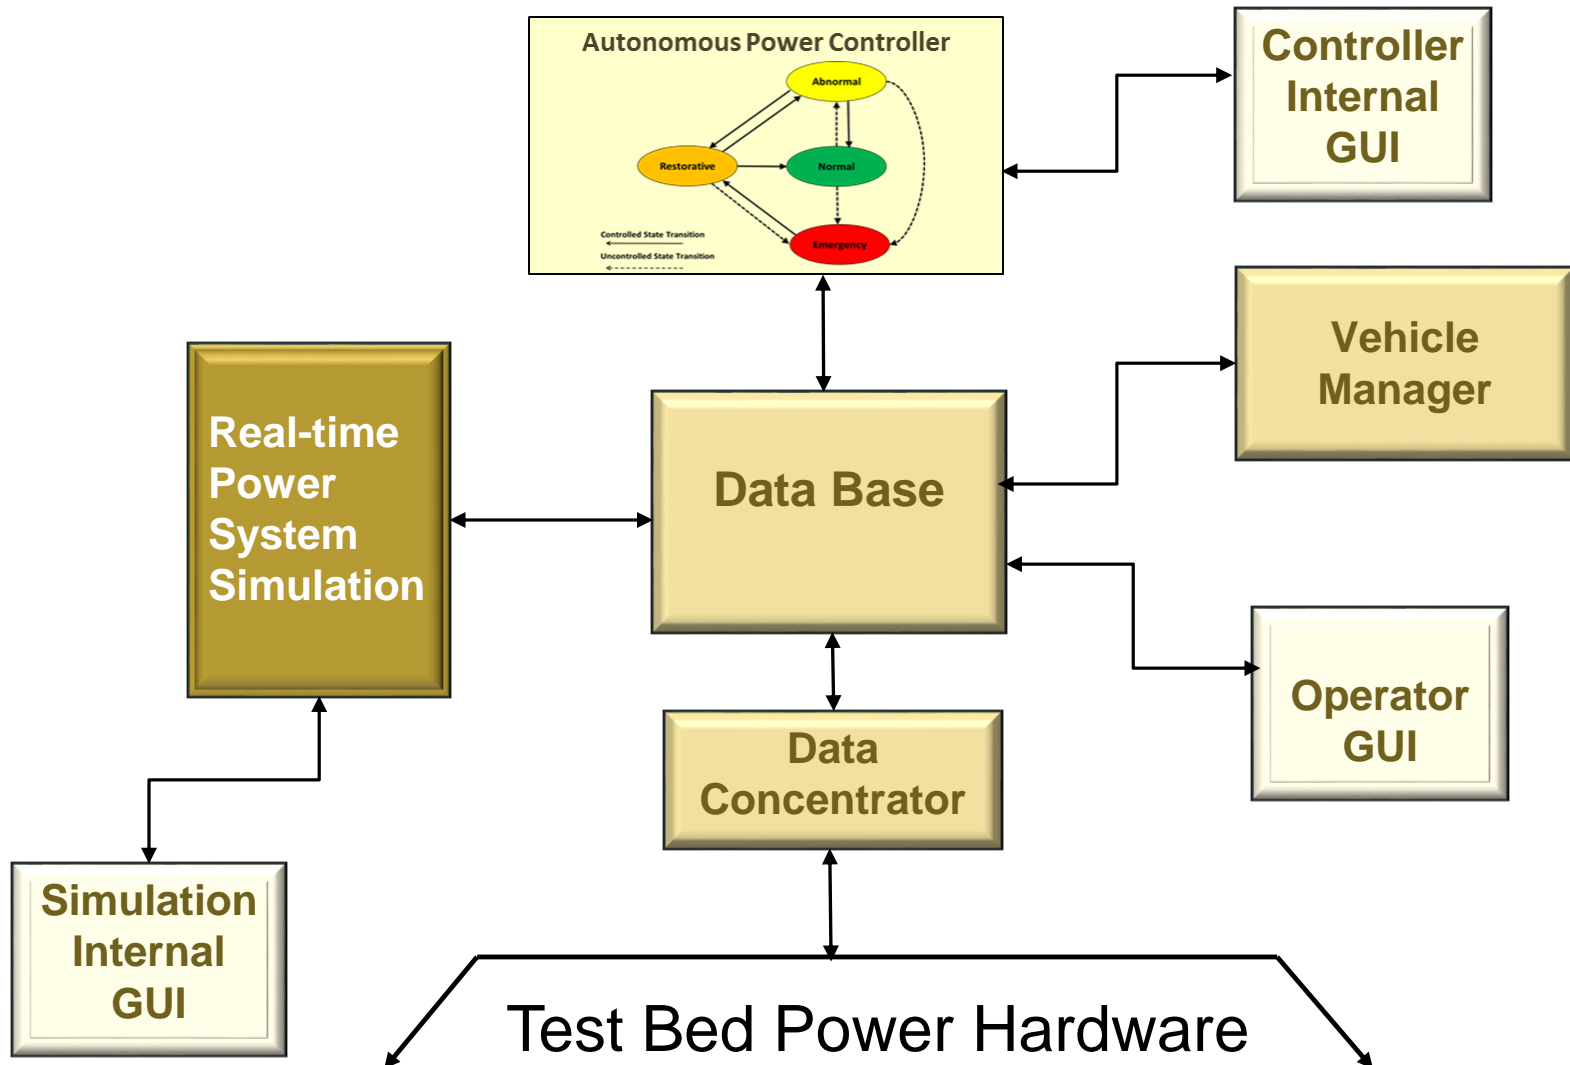 Autonomous Power Controller
Abnormal
Restorative
Normal
Emergency
Controlled State Transition
Uncontrolled State Transition
Controller
Internal
GUI
Vehicle
Manager
Real-time
Power
System
Simulation
Data Base
Operator
GUI
Data
Concentrator
Simulation
Internal
GUI
Test Bed Power Hardware